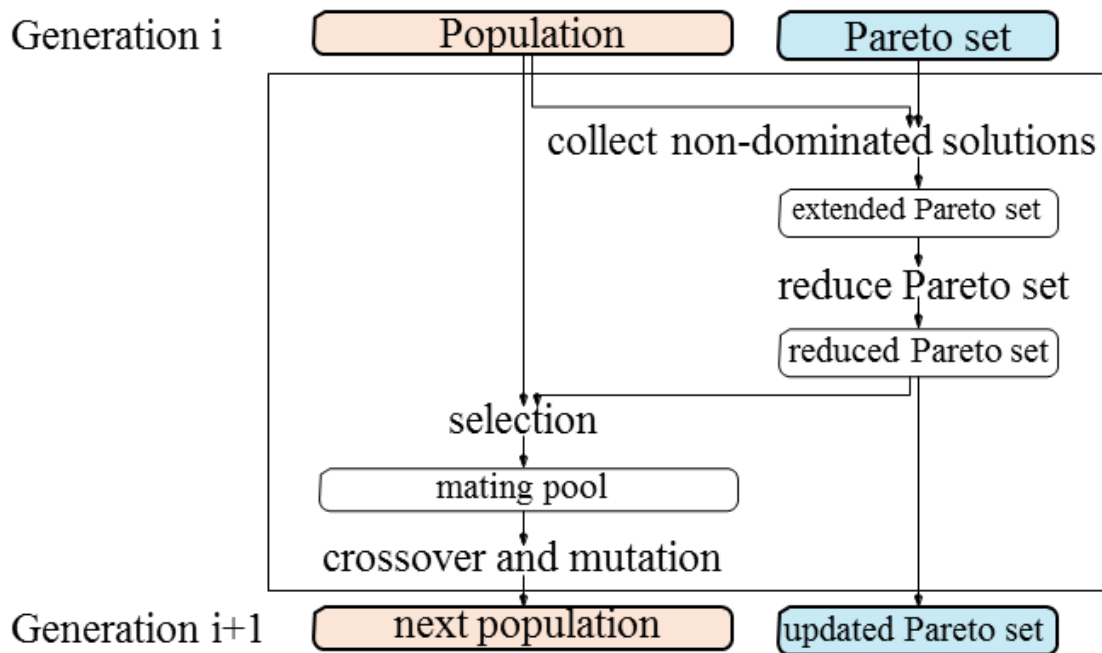 Generation i
Population
Pareto set
collect non-dominated solutions
extended Pareto set
reduce Pareto set
reduced Pareto set
selection
mating pool
crossover and mutation
Generation i+1
next population
updated Pareto set